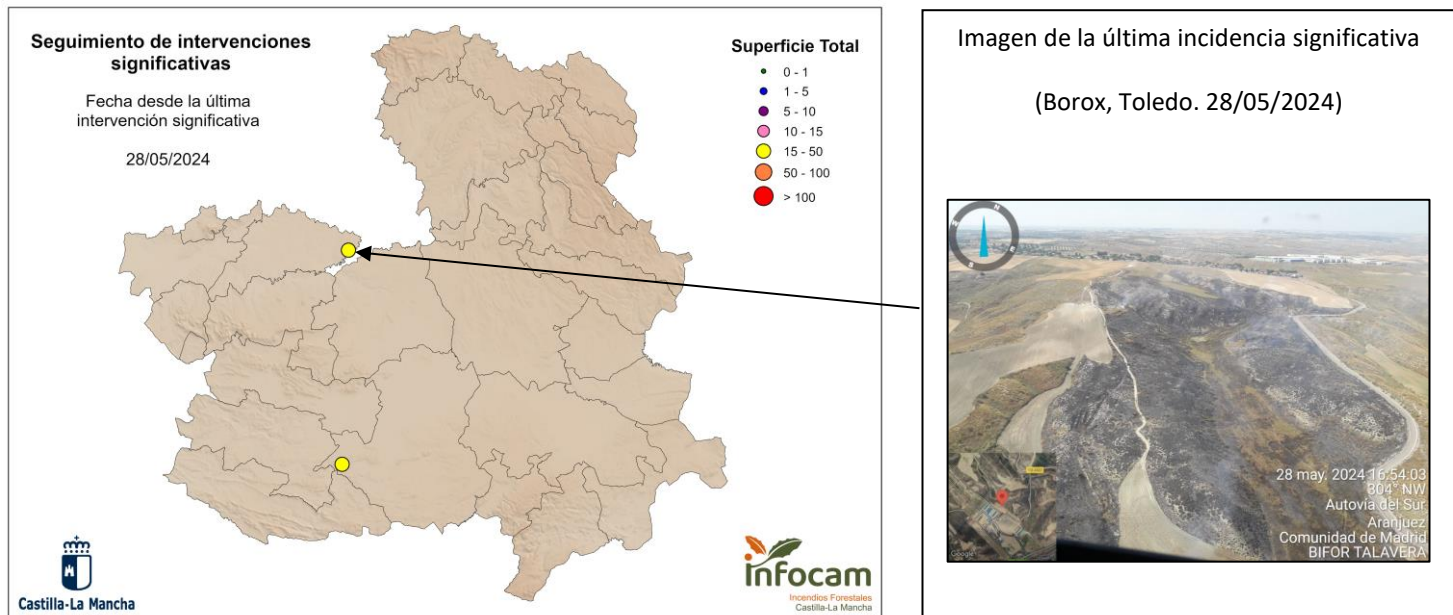 Seguimiento de intervenciones
significativas
Fecha desde la última
intervención significativa
28/05/2024
Superficie Total
0 - 1
1 - 5
5 - 10
10 - 15
15 - 50
50 - 100
> 100
Castilla-La Mancha
infocam
Incendios Forestales
Castilla-La Mancha
Imagen de la última incidencia significativa
(Borox, Toledo. 28/05/2024)
N
E
S
W
28 may. 2024 16:54:03
304° NW
Autovía del Sur
Aranjuez
Comunidad de Madrid
BIFOR TALAVERA
Google